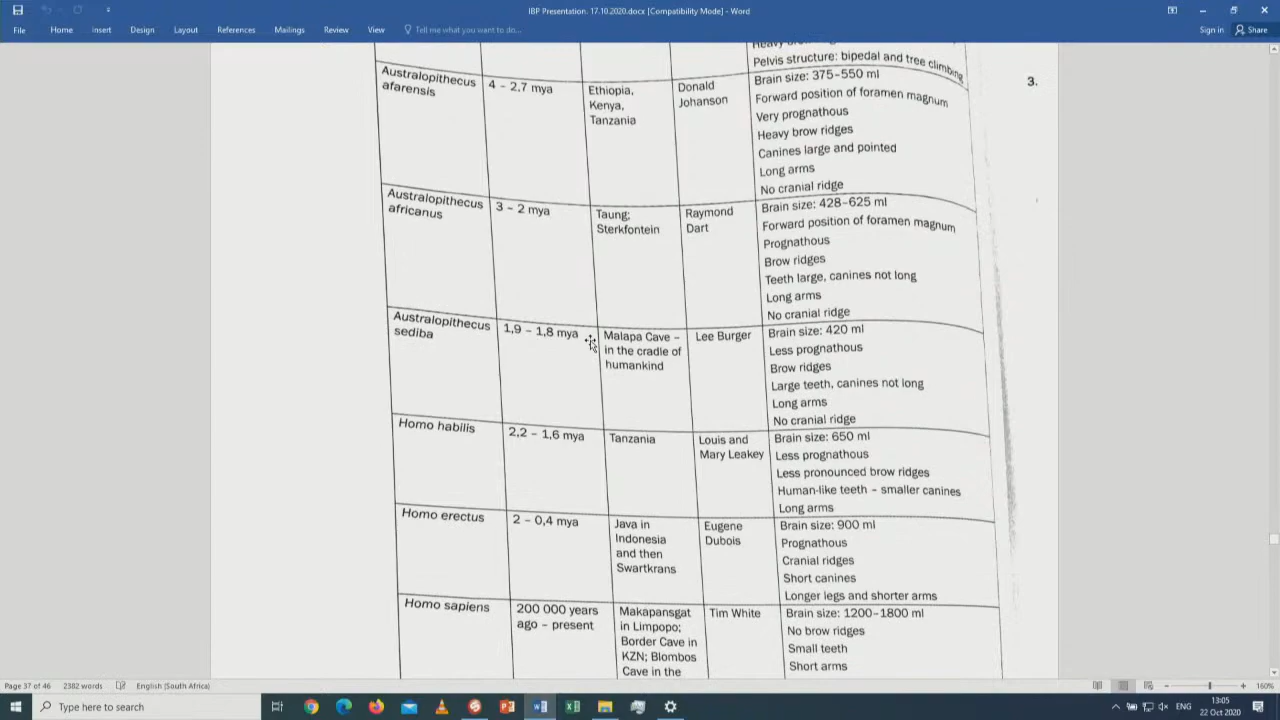 IBP Presentation. 17.10.2020.docx [Compatibility Mode] - Word
File Home Insert Design Layout References Mailings Review View Tell me what you want to do... Sign in Share
Pelvis structure: bipedal and tree climbing
3.
Australopithecus
afarensis
4 – 2,7 mya
Ethiopia,
Kenya,
Tanzania
Donald
Johanson
Brain size: 375–550 ml
Forward position of foramen magnum
Very prognathous
Heavy brow ridges
Canines large and pointed
Long arms
No cranial ridge
Australopithecus
africanus
3 – 2 mya
Taung;
Sterkfontein
Raymond
Dart
Brain size: 428–625 ml
Forward position of foramen magnum
Prognathous
Brow ridges
Teeth large, canines not long
Long arms
No cranial ridge
Australopithecus
sediba
1,9 – 1,8 mya
Malapa Cave –
in the cradle of
humankind
Lee Burger
Brain size: 420 ml
Less prognathous
Brow ridges
Large teeth, canines not long
Long arms
No cranial ridge
Homo habilis
2,2 – 1,6 mya
Tanzania
Louis and
Mary Leakey
Brain size: 650 ml
Less prognathous
Less pronounced brow ridges
Human-like teeth – smaller canines
Long arms
Homo erectus
2 – 0,4 mya
Java in
Indonesia
and then
Swartkrans
Eugene
Dubois
Brain size: 900 ml
Prognathous
Cranial ridges
Short canines
Longer legs and shorter arms
Homo sapiens
200 000 years
ago – present
Makapansgat
in Limpopo;
Border Cave in
KZN; Blombos
Cave in the
Tim White
Brain size: 1200–1800 ml
No brow ridges
Small teeth
Short arms
Page 37 of 46 2382 words English (South Africa) 160%
Type here to search
ENG
13:05
22 Oct 2020